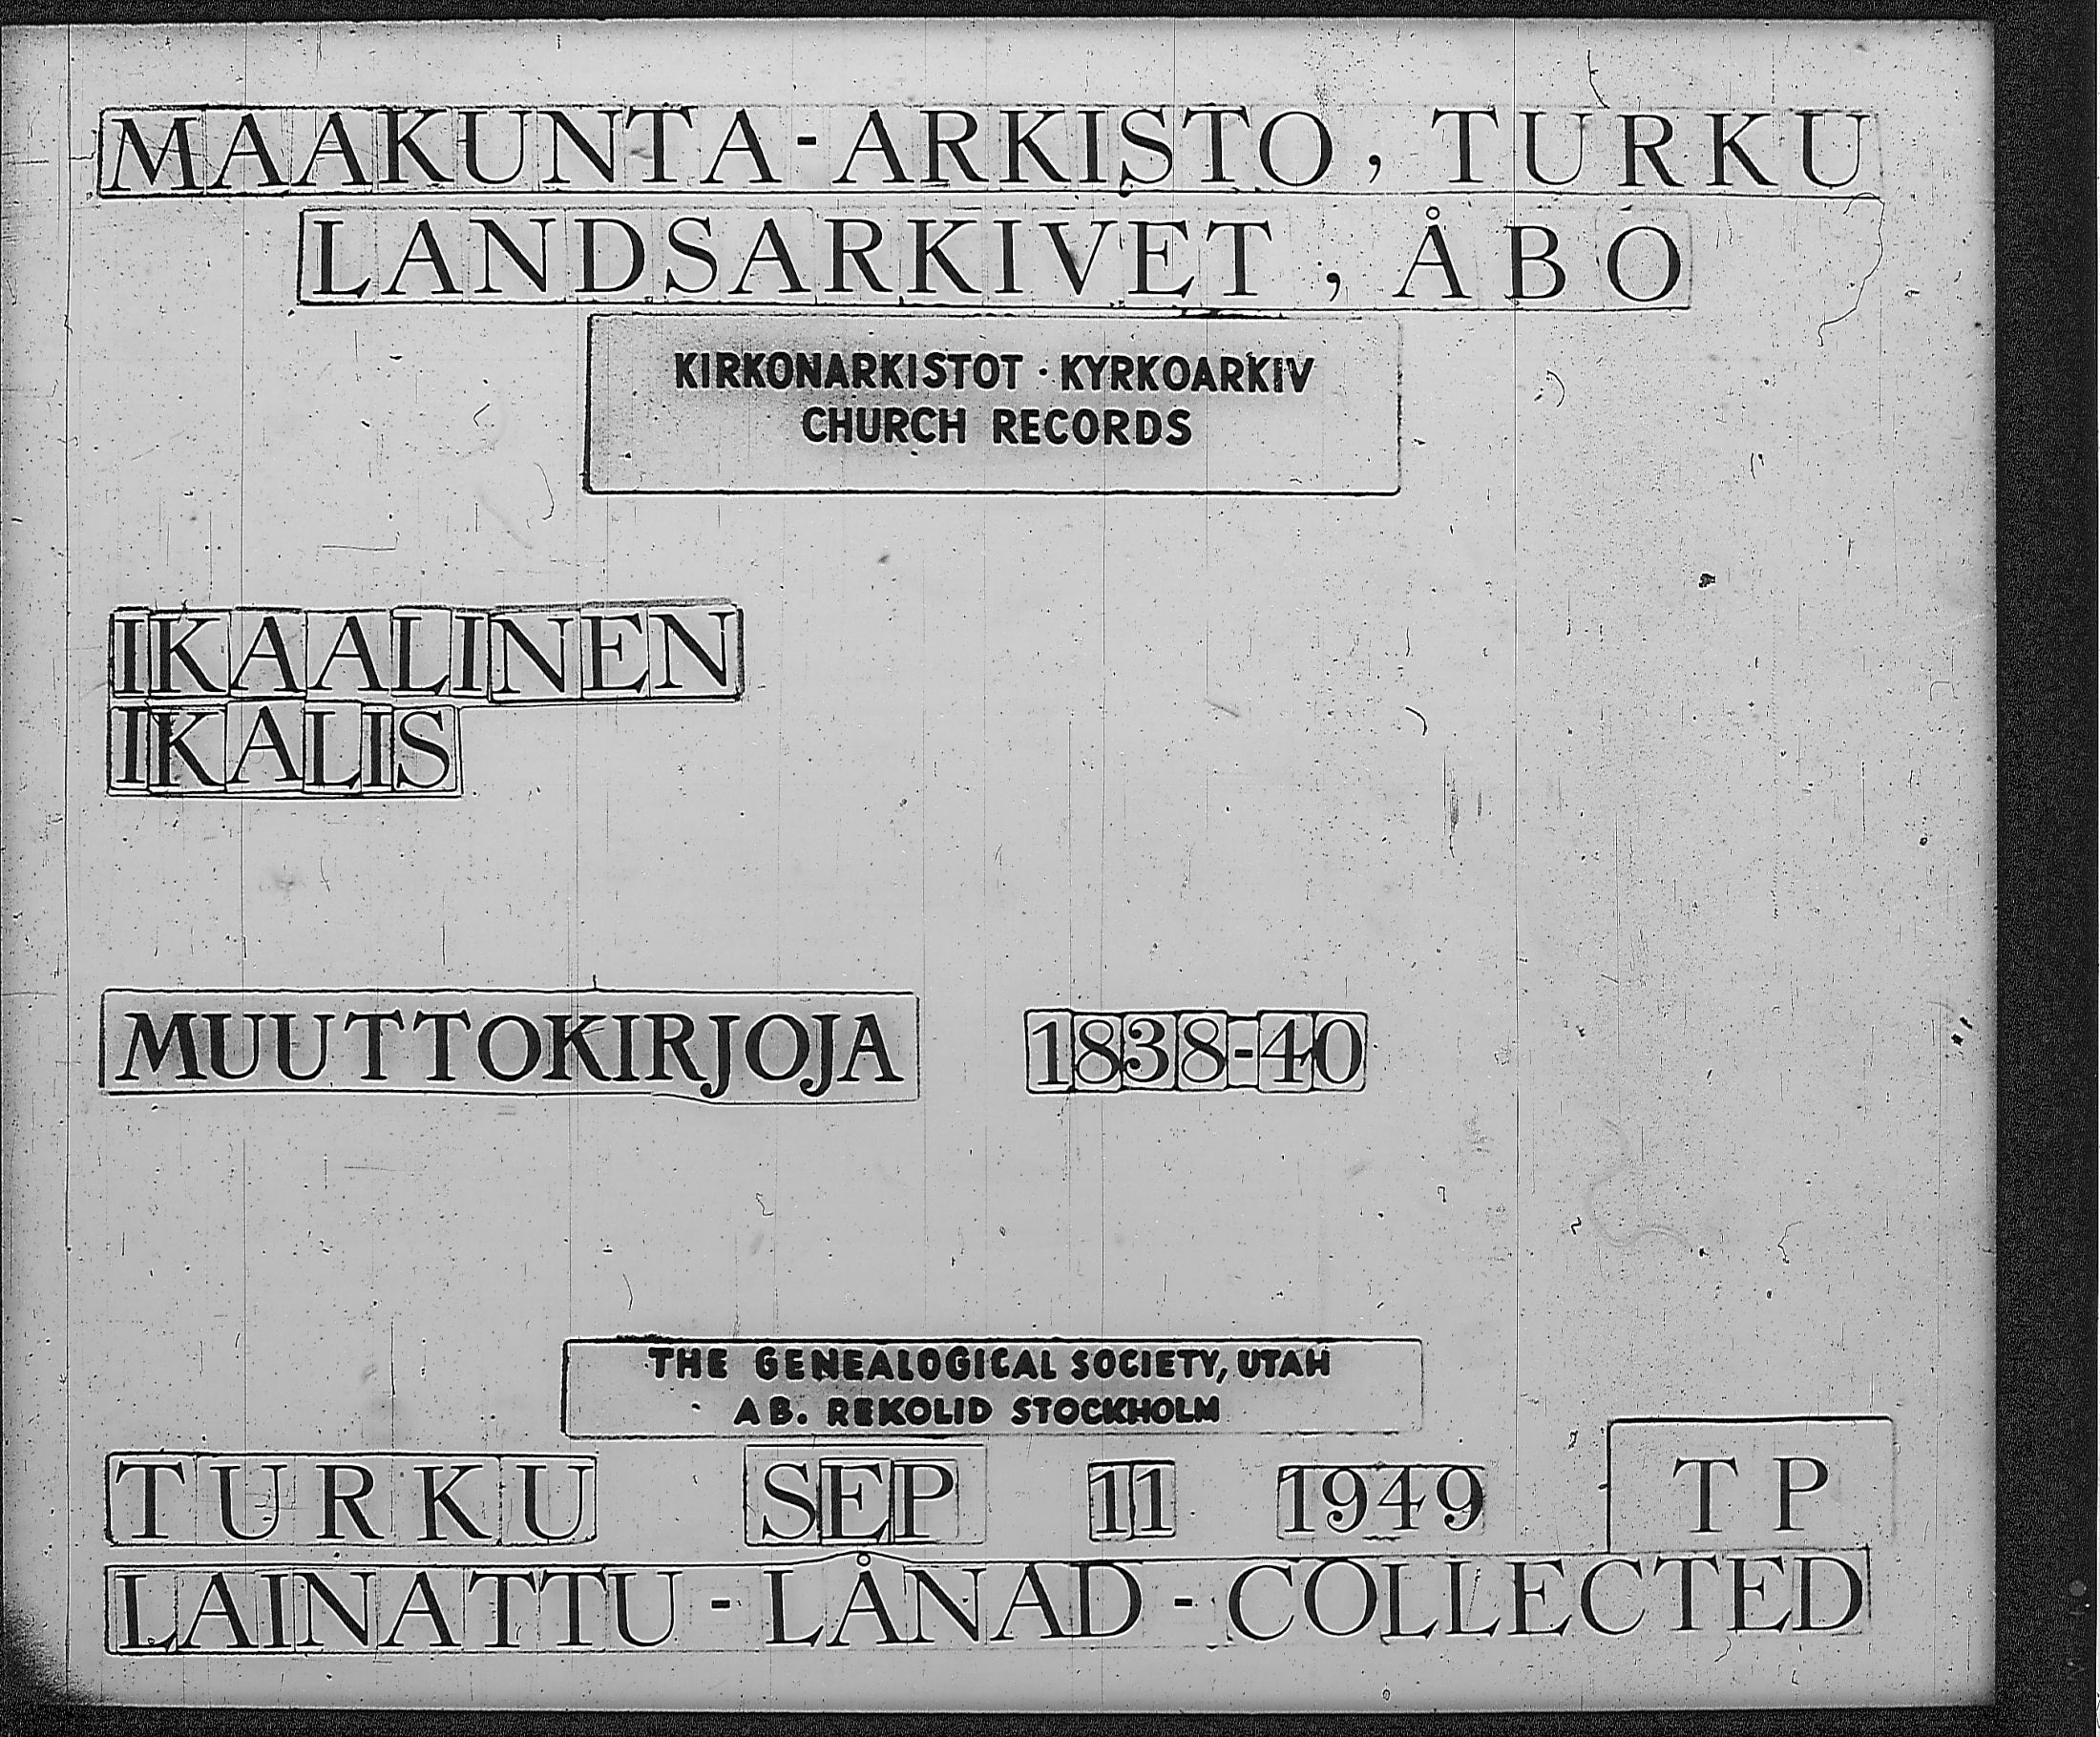 MAAKUNTA-ARKISTO, TURKU
LANDSARKIVET, ÅBO
KIRKONARKISTOT · KYRKOARKIV
CHURCH RECORDS
IKAALINEN
IKALIS
MUUTTOKIRJOJA 1838-40
THE GENEALOGICAL SOCIETY, UTAH
AB. REKOLID STOCKHOLM
TURKU SEP 11 1949 TP
LAINATTU - LÅNAD - COLLECTED